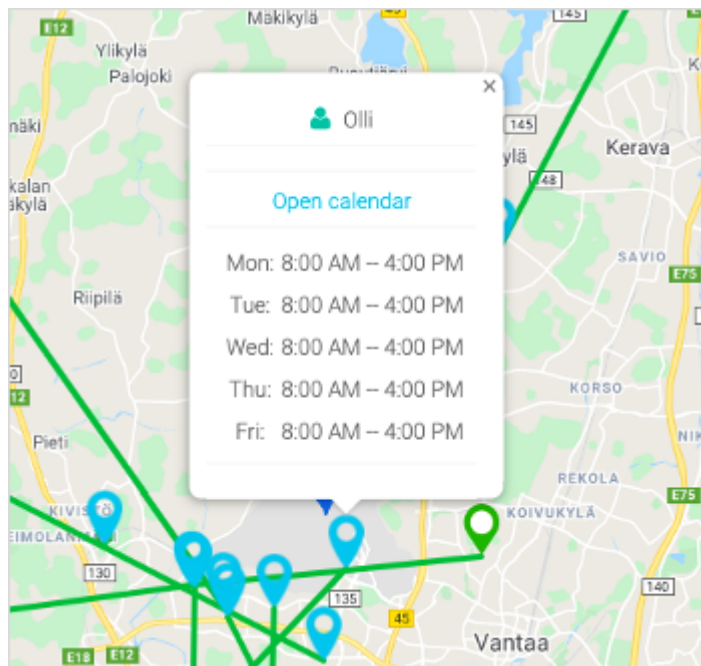 Mäkikylä
45
145
E12
Ylikylä
Palojoki
Olli
145
Kerava
148
Open calendar
SAVIO
E75
Mon: 8:00 AM – 4:00 PM
Riipilä
Tue: 8:00 AM – 4:00 PM
Wed: 8:00 AM – 4:00 PM
Thu: 8:00 AM – 4:00 PM
KORSO
12
Fri: 8:00 AM – 4:00 PM
Pieti
REKOLA
E75
KIVISTÖ
KOIVUKYLÄ
130
140
135
45
Vantaa
E18
E12